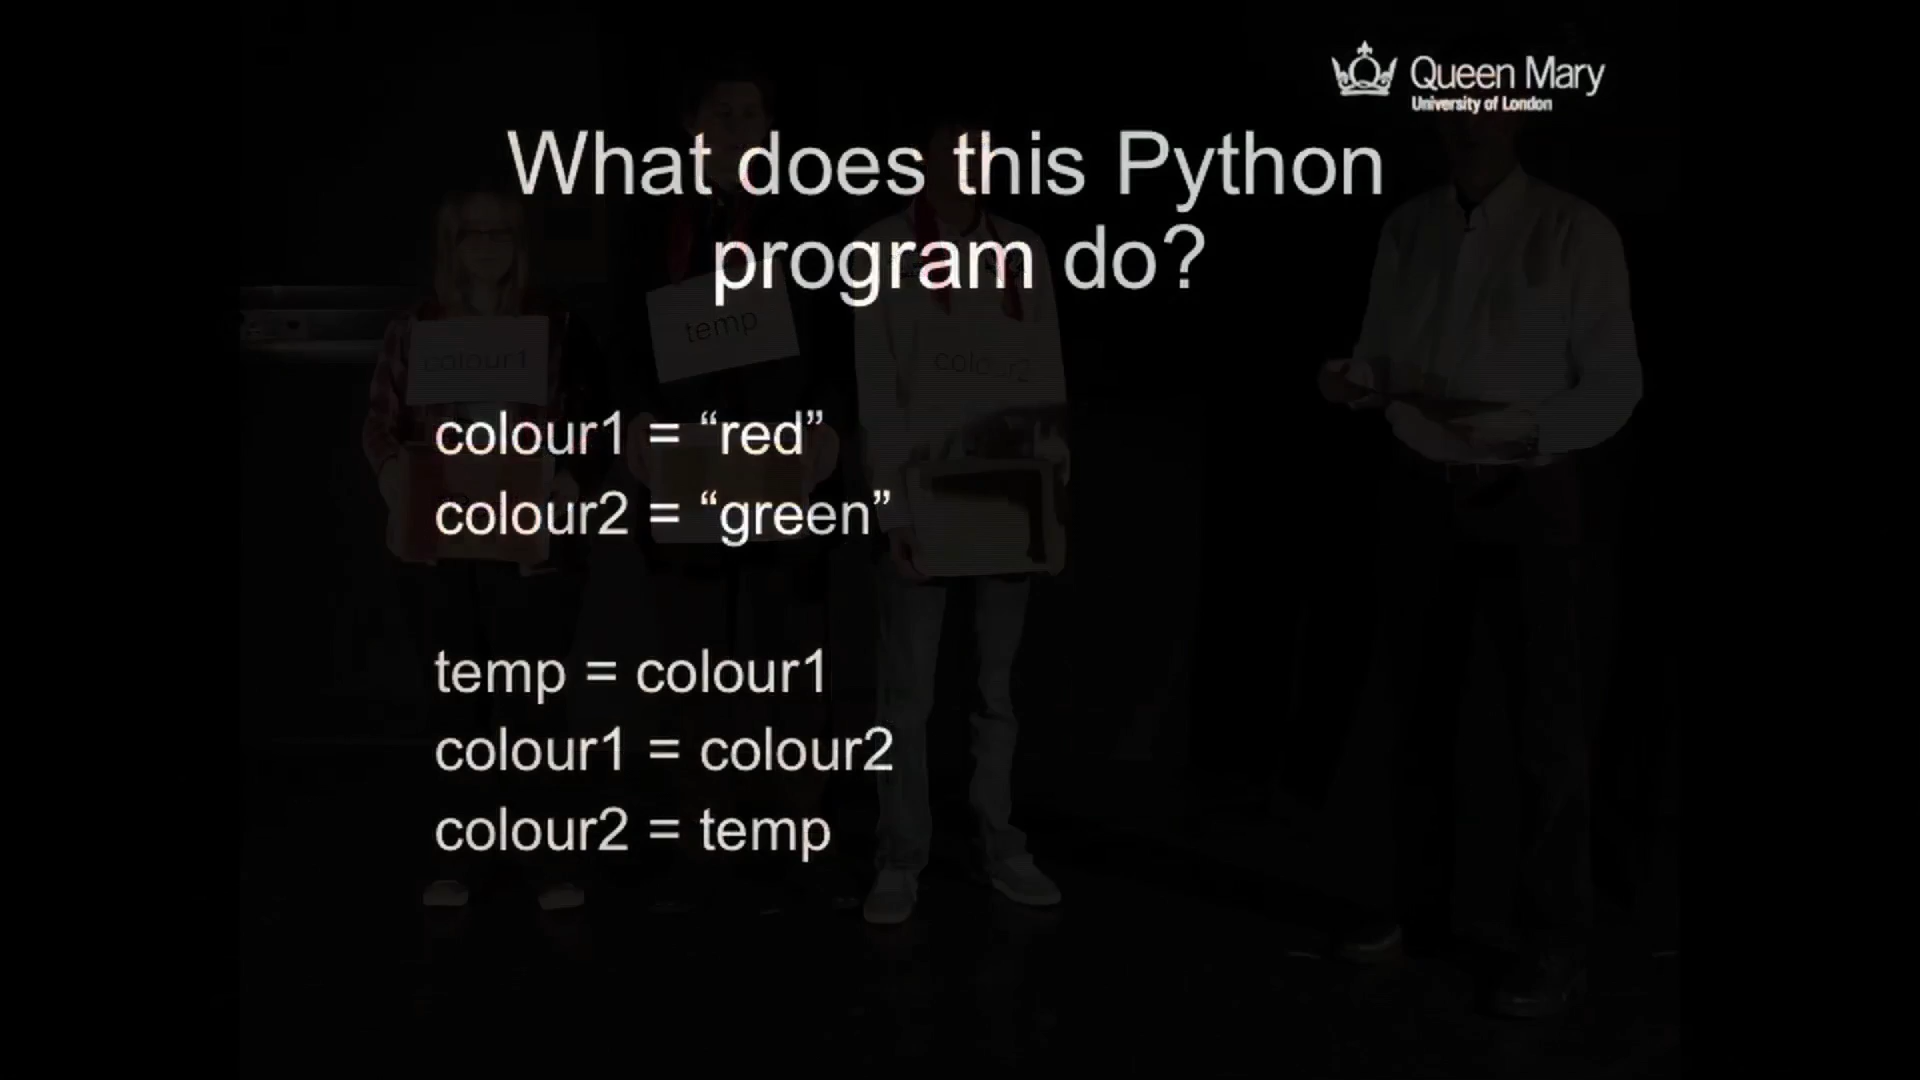 Queen Mary
University of London
What does this Python
program do?
temp
colour1
colour2
colour1 = “red”
colour2 = “green”
temp = colour1
colour1 = colour2
colour2 = temp